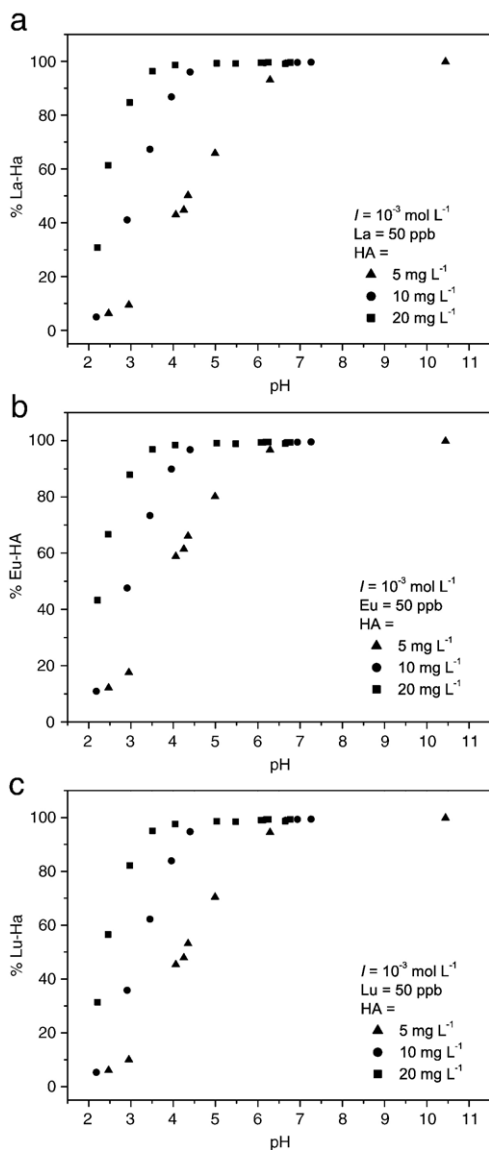 a
100
80
60
40
20
0
% La-Ha
I = 10⁻³ mol L⁻¹
La = 50 ppb
HA =
▲ 5 mg L⁻¹
● 10 mg L⁻¹
■ 20 mg L⁻¹
2 3 4 5 6 7 8 9 10 11
pH
b
100
80
60
40
20
0
% Eu-HA
I = 10⁻³ mol L⁻¹
Eu = 50 ppb
HA =
▲ 5 mg L⁻¹
● 10 mg L⁻¹
■ 20 mg L⁻¹
2 3 4 5 6 7 8 9 10 11
pH
c
100
80
60
40
20
0
% Lu-Ha
I = 10⁻³ mol L⁻¹
Lu = 50 ppb
HA =
▲ 5 mg L⁻¹
● 10 mg L⁻¹
■ 20 mg L⁻¹
2 3 4 5 6 7 8 9 10 11
pH